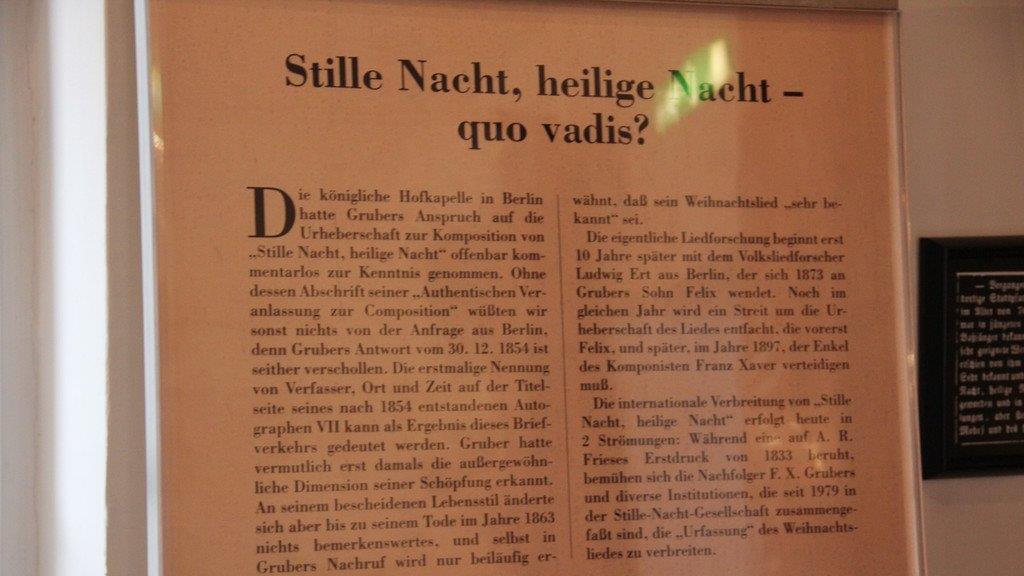 Stille Nacht, heilige Nacht –
quo vadis?
Die königliche Hofkapelle in Berlin
hatte Grubers Anspruch auf die
Urheberschaft zur Komposition von
„Stille Nacht, heilige Nacht“ offenbar kom-
mentarlos zur Kenntnis genommen. Ohne
dessen Abschrift seiner „Authentischen Ver-
anlassung zur Composition“ wüßten wir
sonst nichts von der Anfrage aus Berlin,
denn Grubers Antwort vom 30. 12. 1854 ist
seither verschollen. Die erstmalige Nennung
von Verfasser, Ort und Zeit auf der Titel-
seite seines nach 1854 entstandenen Auto-
graphen VII kann als Ergebnis dieses Brief-
verkehrs gedeutet werden. Gruber hatte
vermutlich erst damals die außergewöhn-
liche Dimension seiner Schöpfung erkannt.
An seinem bescheidenen Lebensstil änderte
sich aber bis zu seinem Tode im Jahre 1863
nichts bemerkenswertes, und selbst in
Grubers Nachruf wird nur beiläufig er-
wähnt, daß sein Weihnachtslied „sehr be-
kannt“ sei.
Die eigentliche Liedforschung beginnt erst
10 Jahre später mit dem Volksliedforscher
Ludwig Ert aus Berlin, der sich 1873 an
Grubers Sohn Felix wendet. Noch im
gleichen Jahr wird ein Streit um die Ur-
heberschaft des Liedes entfacht, die vorerst
Felix, und später, im Jahre 1897, der Enkel
des Komponisten Franz Xaver verteidigen
muß.
Die internationale Verbreitung von „Stille
Nacht, heilige Nacht“ erfolgt heute in
2 Strömungen: Während eine auf A. R.
Frieses Erstdruck von 1833 beruht,
bemühen sich die Nachfolger F. X. Grubers
und diverse Institutionen, die seit 1979 in
der Stille-Nacht-Gesellschaft zusammenge-
faßt sind, die „Urfassung“ des Weihnachts-
liedes zu verbreiten.